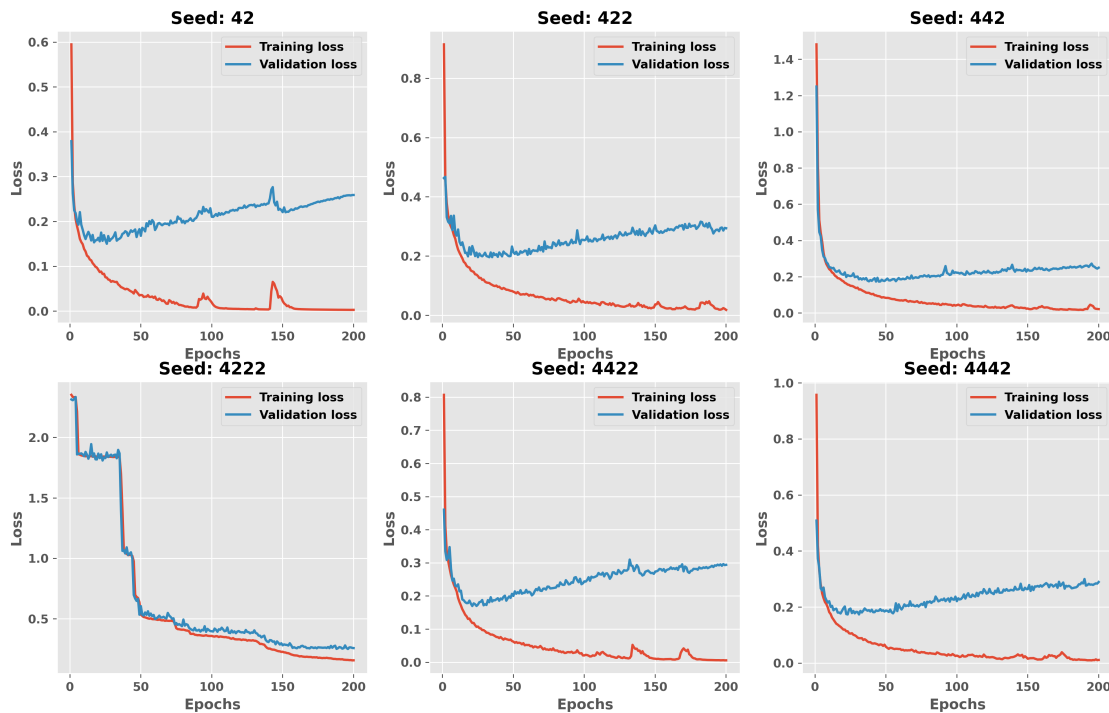 Seed: 42
Seed: 422
Seed: 442
0.6
0.5
0.4
0.3
0.2
0.1
0.0
Loss
Training loss
Validation loss
0
50
100
150
200
Epochs
0.8
0.6
0.4
0.2
0.0
Loss
Training loss
Validation loss
0
50
100
150
200
Epochs
1.4
1.2
1.0
0.8
0.6
0.4
0.2
0.0
Loss
Training loss
Validation loss
0
50
100
150
200
Epochs
Seed: 4222
Seed: 4422
Seed: 4442
2.0
1.5
1.0
0.5
Loss
Training loss
Validation loss
0
50
100
150
200
Epochs
0.8
0.7
0.6
0.5
0.4
0.3
0.2
0.1
0.0
Loss
Training loss
Validation loss
0
50
100
150
200
Epochs
1.0
0.8
0.6
0.4
0.2
0.0
Loss
Training loss
Validation loss
0
50
100
150
200
Epochs